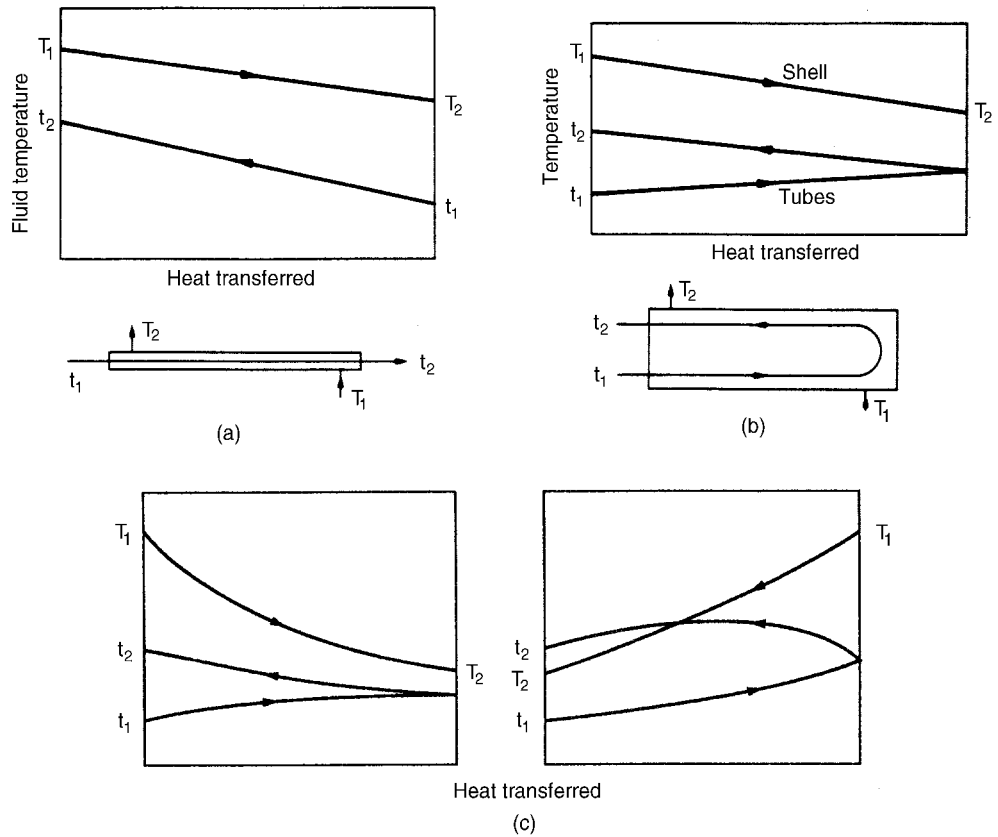 T1
t2
T2
t1
Fluid temperature
Heat transferred
T2
t1
t2
T1
(a)
T1
Shell
T2
t2
t1
Tubes
Temperature
Heat transferred
T2
t2
t1
T1
(b)
T1
t2
T2
t1
T1
t2
T2
t1
Heat transferred
(c)